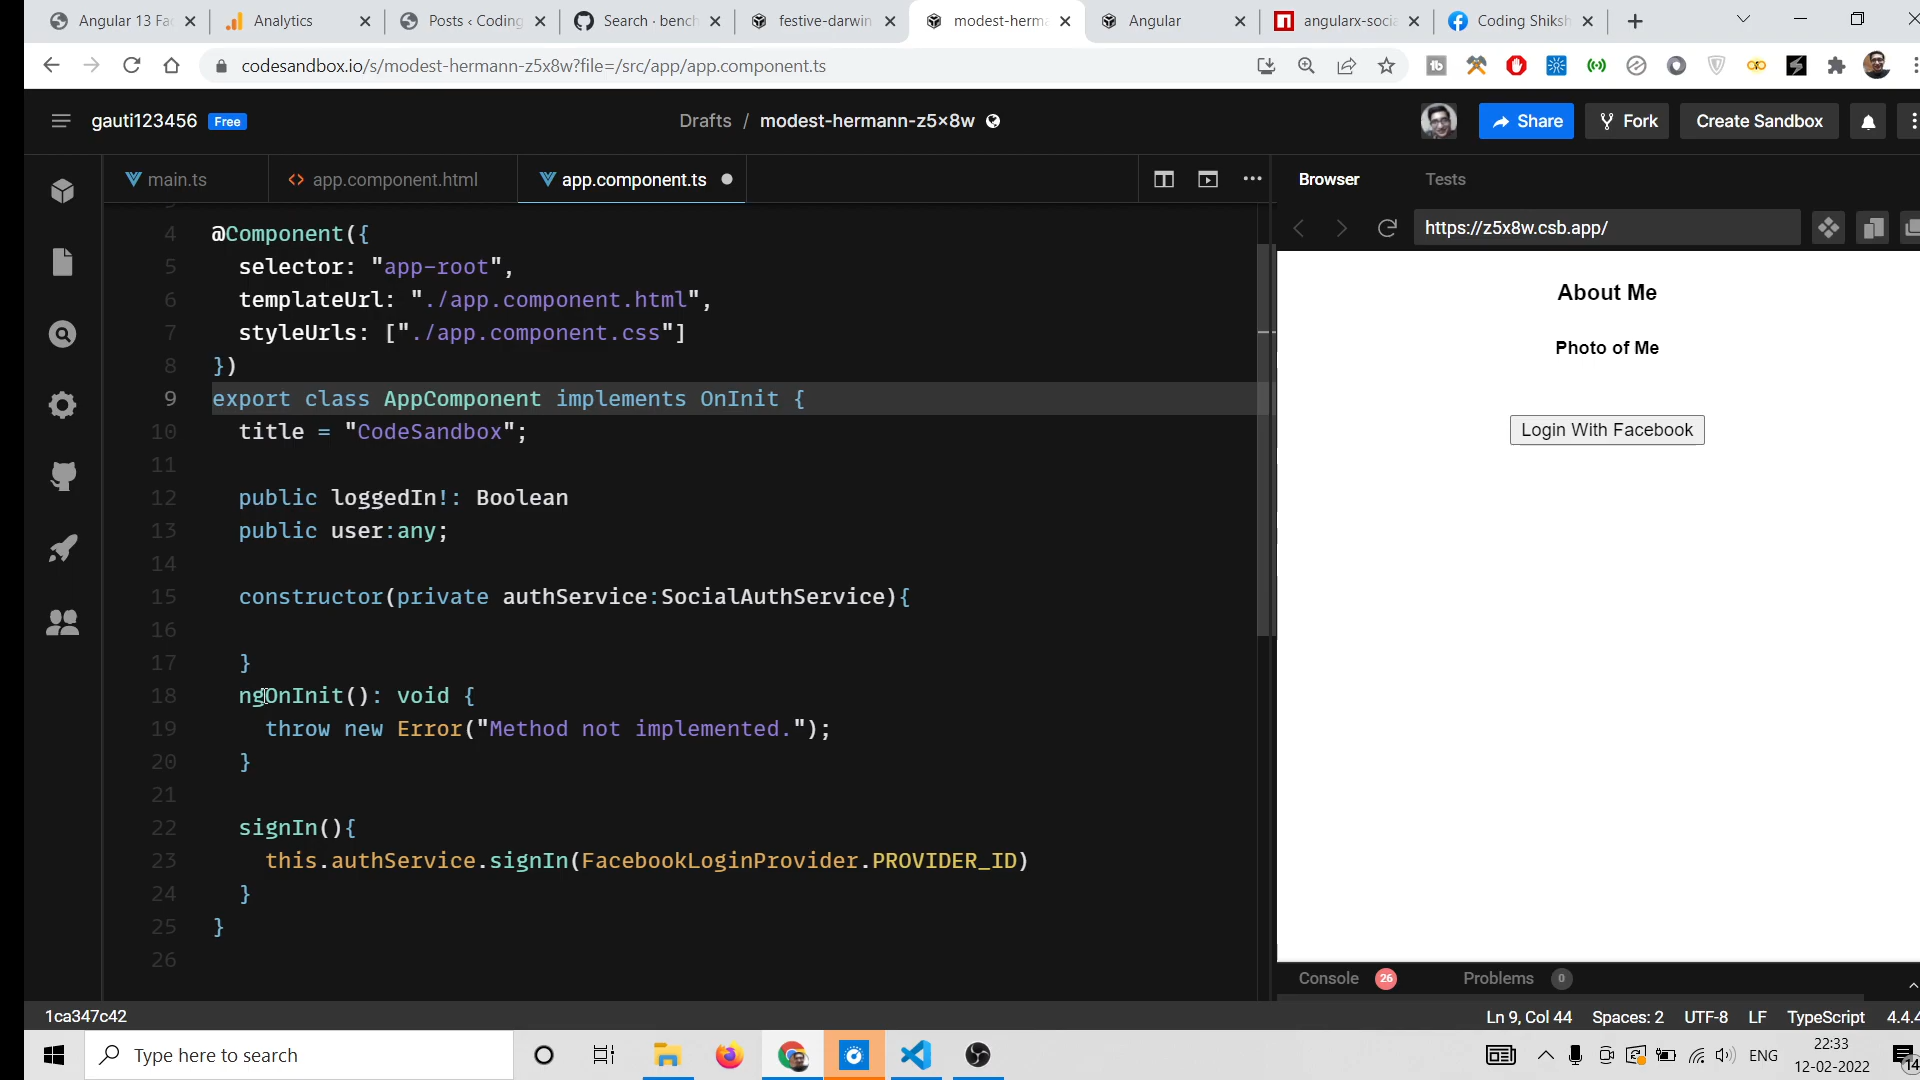 Angular 13 Fa
Analytics
Posts ‹ Coding
Search · bench
festive-darwin
modest-herma
Angular
angularx-socia
Coding Shiksh
codesandbox.io/s/modest-hermann-z5x8w?file=/src/app/app.component.ts
gauti123456 Free
Drafts / modest-hermann-z5x8w
Share
Fork
Create Sandbox
main.ts
app.component.html
app.component.ts
Browser
Tests
https://z5x8w.csb.app/
4 @Component({
5 selector: "app-root",
6 templateUrl: "./app.component.html",
7 styleUrls: ["./app.component.css"]
8 })
9 export class AppComponent implements OnInit {
10 title = "CodeSandbox";
11
12 public loggedIn!: Boolean
13 public user:any;
14
15 constructor(private authService:SocialAuthService){
16
17 }
18 ngOnInit(): void {
19 throw new Error("Method not implemented.");
20 }
21
22 signIn(){
23 this.authService.signIn(FacebookLoginProvider.PROVIDER_ID)
24 }
25 }
26
About Me
Photo of Me
Login With Facebook
Console 26
Problems 0
1ca347c42
Ln 9, Col 44 Spaces: 2 UTF-8 LF TypeScript 4.4.4
Type here to search
ENG
22:33
12-02-2022
14